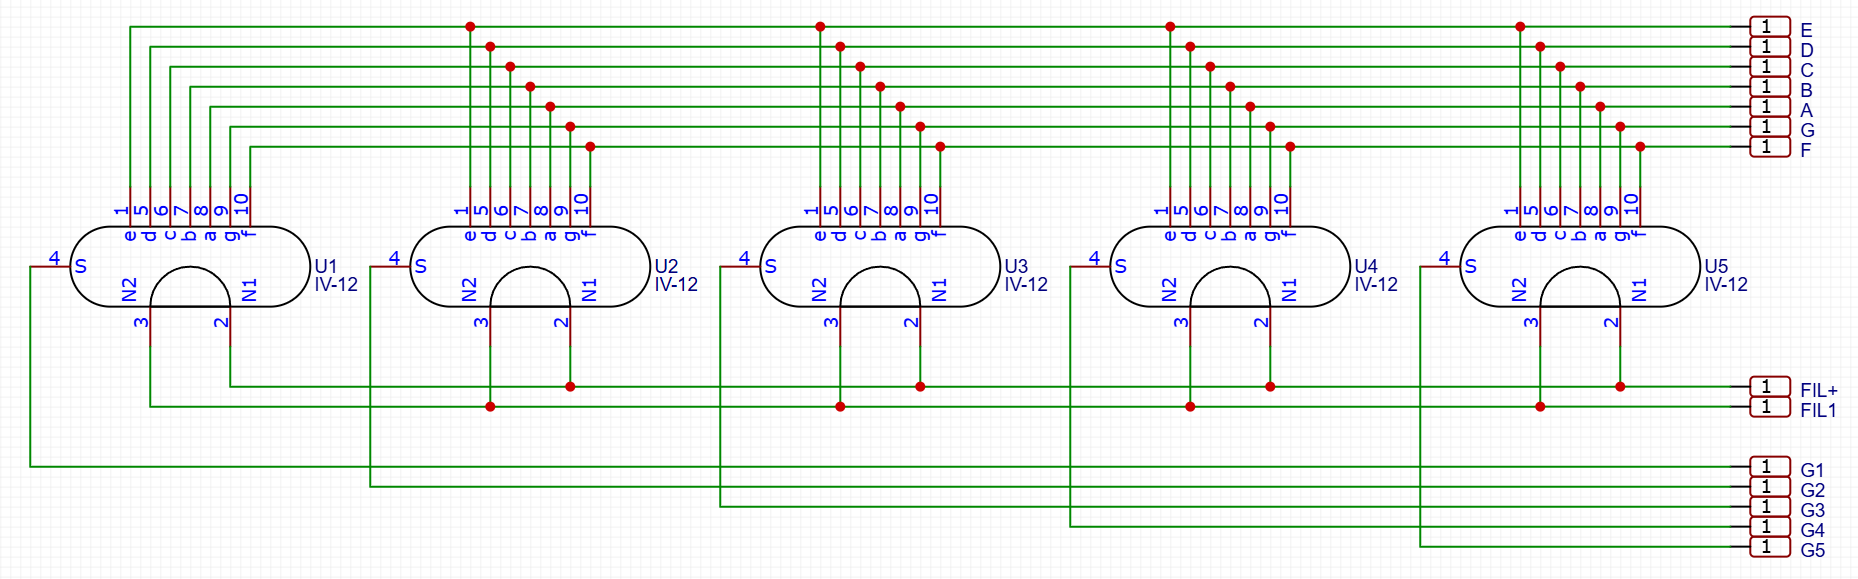 1 E
1 D
1 C
1 B
1 A
1 G
1 F
1 5 6 7 8 9 10
e d c b a g f
4 S
N2 N1
3 2
U1
IV-12
1 5 6 7 8 9 10
e d c b a g f
4 S
N2 N1
3 2
U2
IV-12
1 5 6 7 8 9 10
e d c b a g f
4 S
N2 N1
3 2
U3
IV-12
1 5 6 7 8 9 10
e d c b a g f
4 S
N2 N1
3 2
U4
IV-12
1 5 6 7 8 9 10
e d c b a g f
4 S
N2 N1
3 2
U5
IV-12
1 FIL+
1 FIL1
1 G1
1 G2
1 G3
1 G4
1 G5